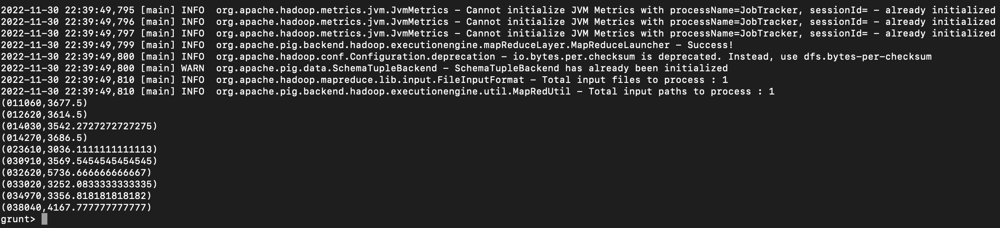 2022-11-30 22:39:49,795 [main] INFO  org.apache.hadoop.metrics.jvm.JvmMetrics - Cannot initialize JVM Metrics with processName=JobTracker, sessionId= - already initialized
2022-11-30 22:39:49,796 [main] INFO  org.apache.hadoop.metrics.jvm.JvmMetrics - Cannot initialize JVM Metrics with processName=JobTracker, sessionId= - already initialized
2022-11-30 22:39:49,797 [main] INFO  org.apache.hadoop.metrics.jvm.JvmMetrics - Cannot initialize JVM Metrics with processName=JobTracker, sessionId= - already initialized
2022-11-30 22:39:49,799 [main] INFO  org.apache.pig.backend.hadoop.executionengine.mapReduceLayer.MapReduceLauncher - Success!
2022-11-30 22:39:49,800 [main] INFO  org.apache.hadoop.conf.Configuration.deprecation - io.bytes.per.checksum is deprecated. Instead, use dfs.bytes-per-checksum
2022-11-30 22:39:49,800 [main] WARN  org.apache.pig.data.SchemaTupleBackend - SchemaTupleBackend has already been initialized
2022-11-30 22:39:49,810 [main] INFO  org.apache.hadoop.mapreduce.lib.input.FileInputFormat - Total input files to process : 1
2022-11-30 22:39:49,810 [main] INFO  org.apache.pig.backend.hadoop.executionengine.util.MapRedUtil - Total input paths to process : 1
(011060,3677.5)
(012620,3614.5)
(014030,3542.2727272727275)
(014270,3686.5)
(023610,3036.1111111111113)
(030910,3569.5454545454545)
(032620,5736.666666666667)
(033020,3252.0833333333335)
(034970,3356.818181818182)
(038040,4167.777777777777)
grunt>